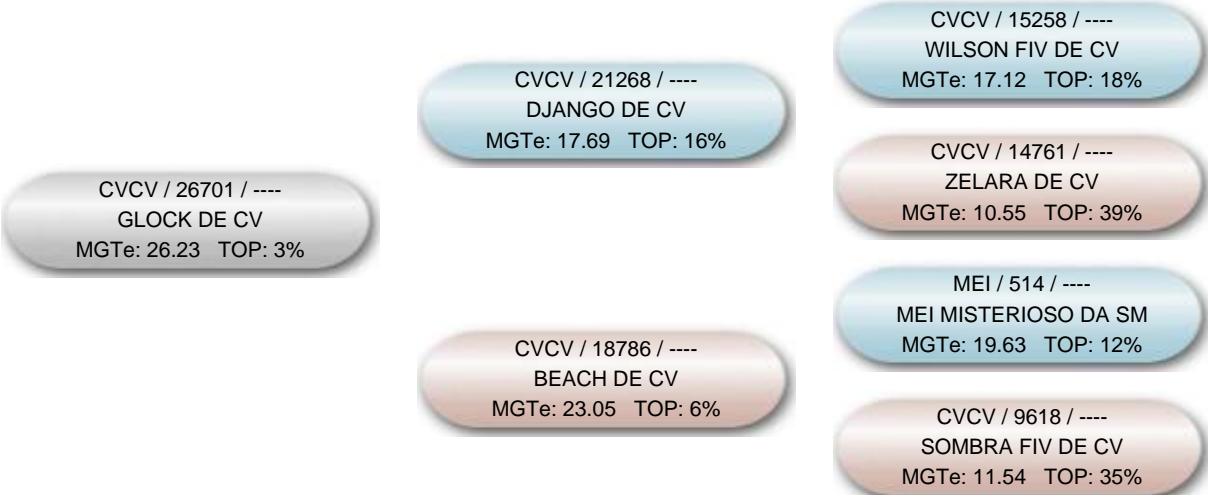 CVCV / 26701 / ----
GLOCK DE CV
MGTe: 26.23 TOP: 3%
CVCV / 21268 / ----
DJANGO DE CV
MGTe: 17.69 TOP: 16%
CVCV / 18786 / ----
BEACH DE CV
MGTe: 23.05 TOP: 6%
CVCV / 15258 / ----
WILSON FIV DE CV
MGTe: 17.12 TOP: 18%
CVCV / 14761 / ----
ZELARA DE CV
MGTe: 10.55 TOP: 39%
MEI / 514 / ----
MEI MISTERIOSO DA SM
MGTe: 19.63 TOP: 12%
CVCV / 9618 / ----
SOMBRA FIV DE CV
MGTe: 11.54 TOP: 35%